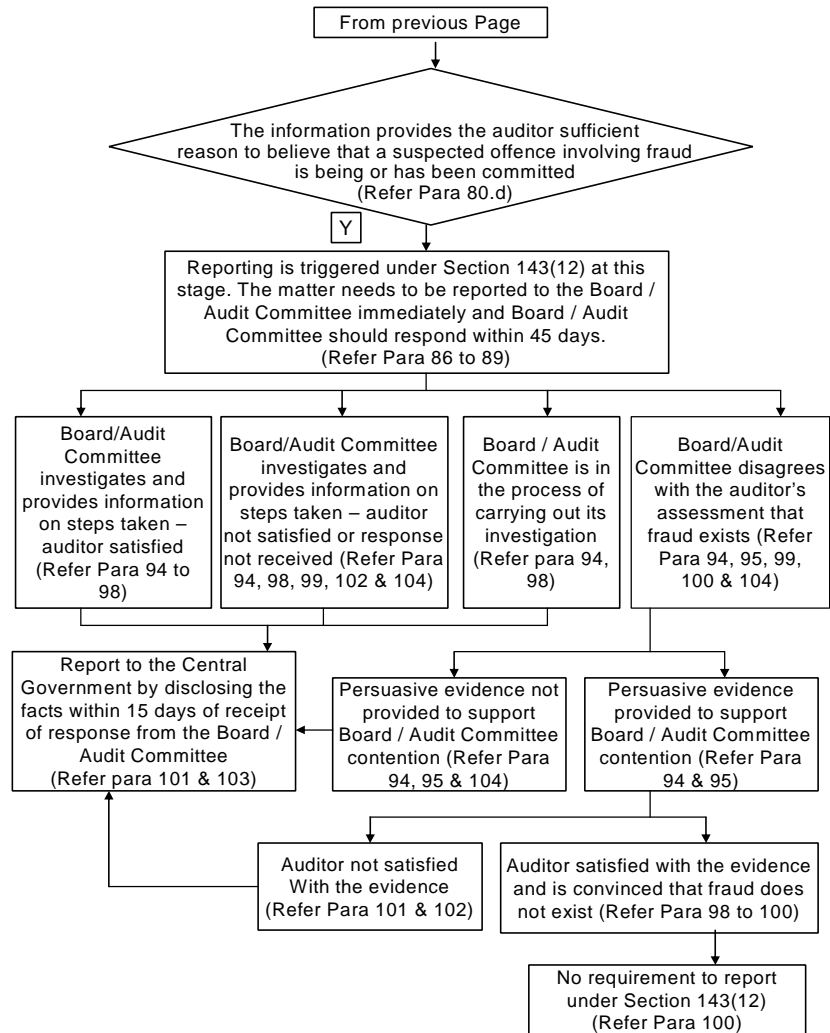 From previous Page
The information provides the auditor sufficient
reason to believe that a suspected offence involving fraud
is being or has been committed
(Refer Para 80.d)
Y
Reporting is triggered under Section 143(12) at this
stage. The matter needs to be reported to the Board /
Audit Committee immediately and Board / Audit
Committee should respond within 45 days.
(Refer Para 86 to 89)
Board/Audit
Committee
investigates and
provides information
on steps taken –
auditor satisfied
(Refer Para 94 to
98)
Board/Audit Committee
investigates and
provides information on
steps taken – auditor
not satisfied or response
not received (Refer Para
94, 98, 99, 102 & 104)
Board / Audit
Committee is in
the process of
carrying out its
investigation
(Refer para 94,
98)
Board/Audit
Committee disagrees
with the auditor’s
assessment that
fraud exists (Refer
Para 94, 95, 99,
100 & 104)
Report to the Central
Government by disclosing the
facts within 15 days of receipt
of response from the Board /
Audit Committee
(Refer para 101 & 103)
Persuasive evidence not
provided to support
Board / Audit Committee
contention (Refer Para
94, 95 & 104)
Persuasive evidence
provided to support
Board / Audit Committee
contention (Refer Para
94 & 95)
Auditor not satisfied
With the evidence
(Refer Para 101 & 102)
Auditor satisfied with the evidence
and is convinced that fraud does
not exist (Refer Para 98 to 100)
No requirement to report
under Section 143(12)
(Refer Para 100)